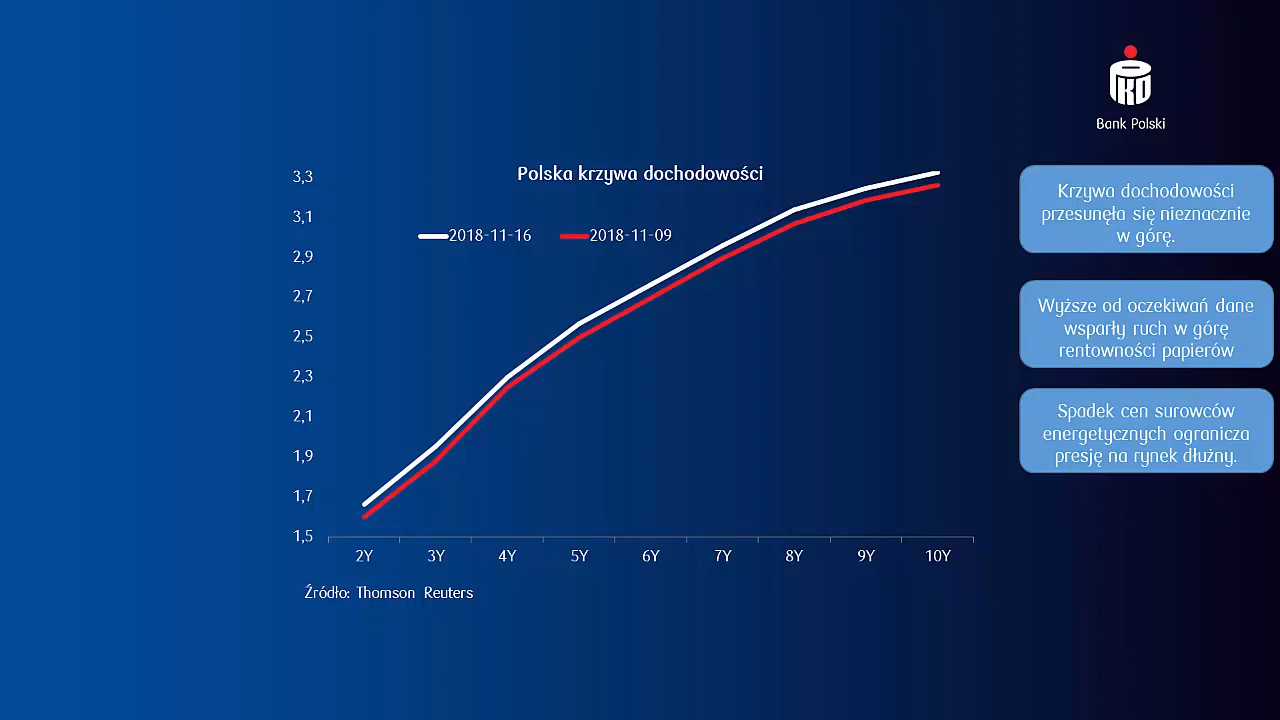 PKO
Bank Polski
Polska krzywa dochodowości
2018-11-16
2018-11-09
3,3
3,1
2,9
2,7
2,5
2,3
2,1
1,9
1,7
1,5
2Y 3Y 4Y 5Y 6Y 7Y 8Y 9Y 10Y
Źródło: Thomson Reuters
Krzywa dochodowości
przesunęła się nieznacznie
w górę.
Wyższe od oczekiwań dane
wsparły ruch w górę
rentowności papierów
Spadek cen surowców
energetycznych ogranicza
presję na rynek dłużny.